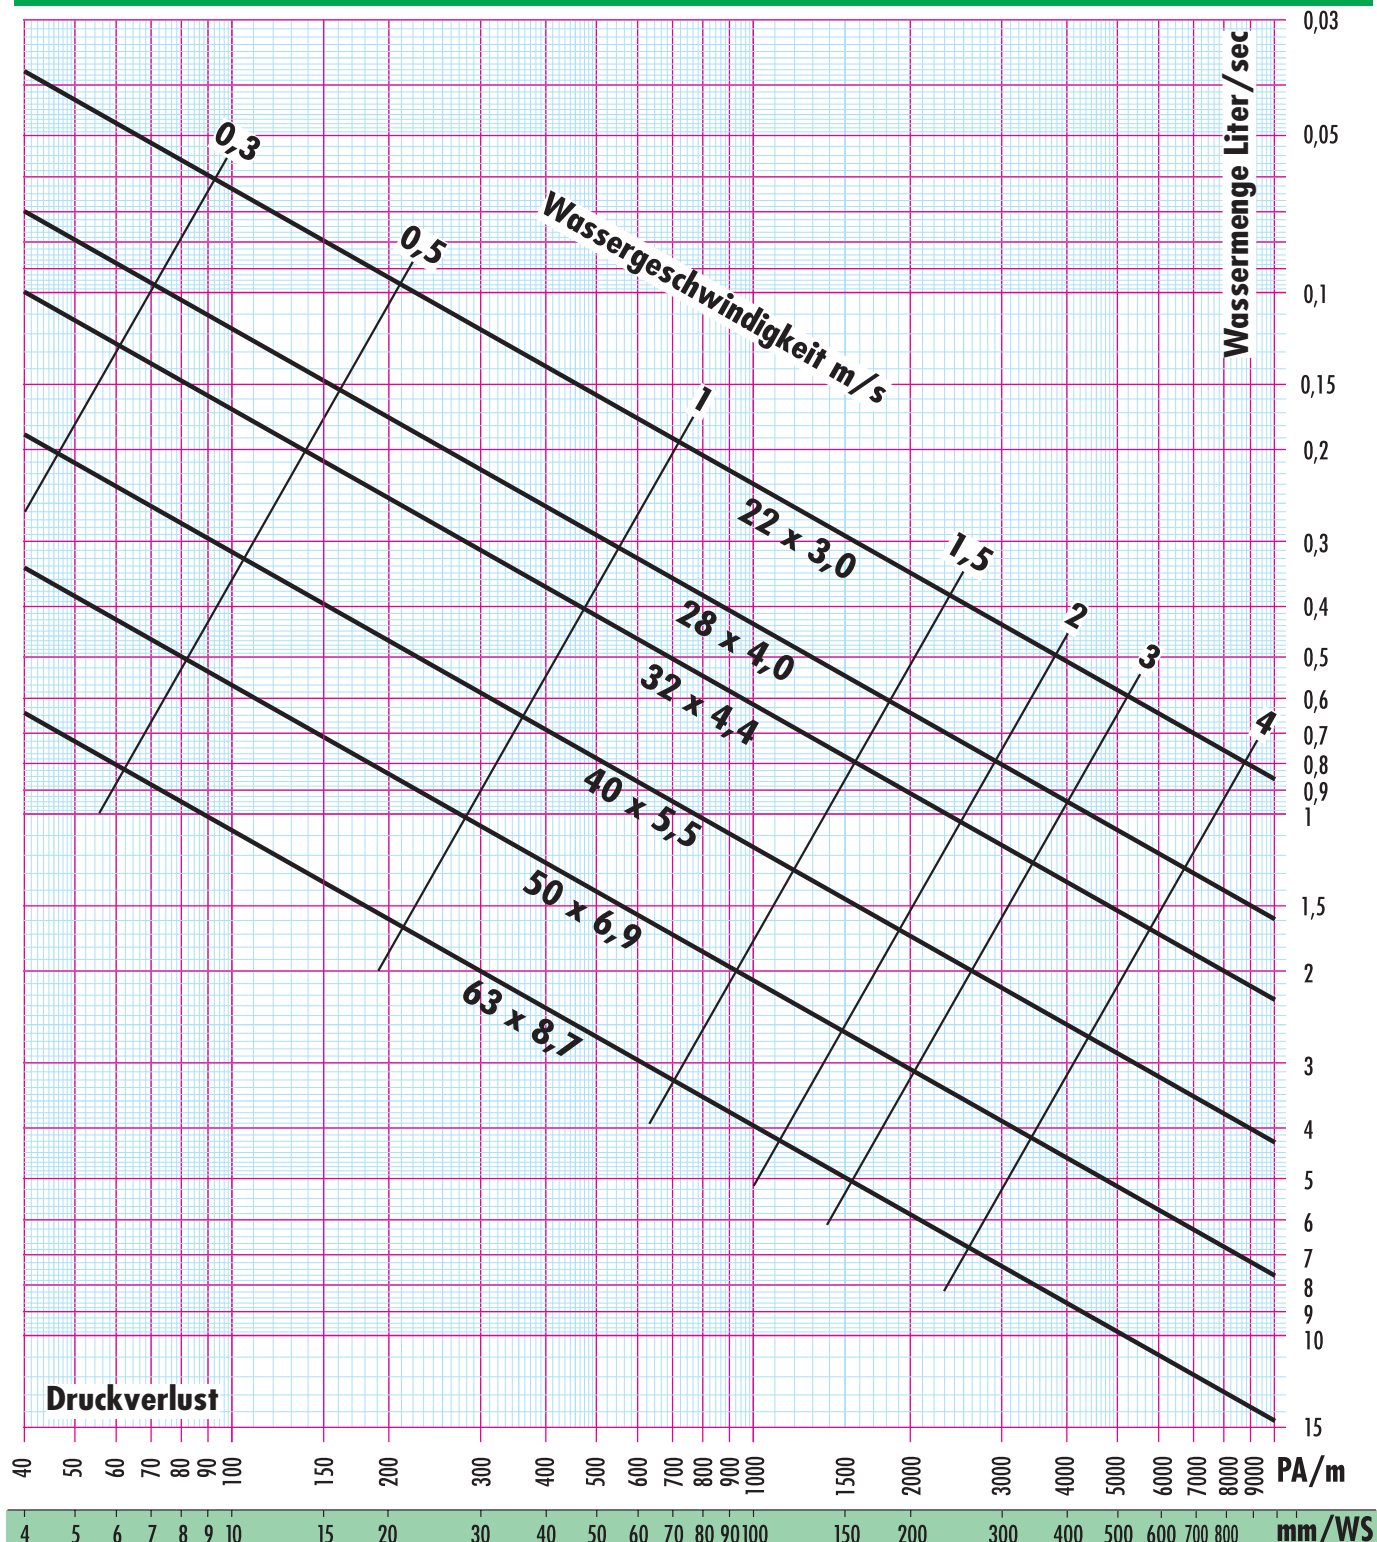 0,03
Wassermenge Liter/sec
0,05
0,1
0,15
0,2
0,3
0,4
0,5
0,6
0,7
0,8
0,9
1
1,5
2
3
4
5
6
7
8
9
10
15
0,3
0,5
Wassergeschwindigkeit m/s
1
1,5
2
3
4
22 x 3,0
28 x 4,0
32 x 4,4
40 x 5,5
50 x 6,9
63 x 8,7
Druckverlust
40 50 60 70 80 90 100 150 200 300 400 500 600 700 800 900 1000 1500 2000 3000 4000 5000 6000 7000 8000 9000 PA/m
4 5 6 7 8 9 10 15 20 30 40 50 60 70 80 90 100 150 200 300 400 500 600 700 800 mm/WS